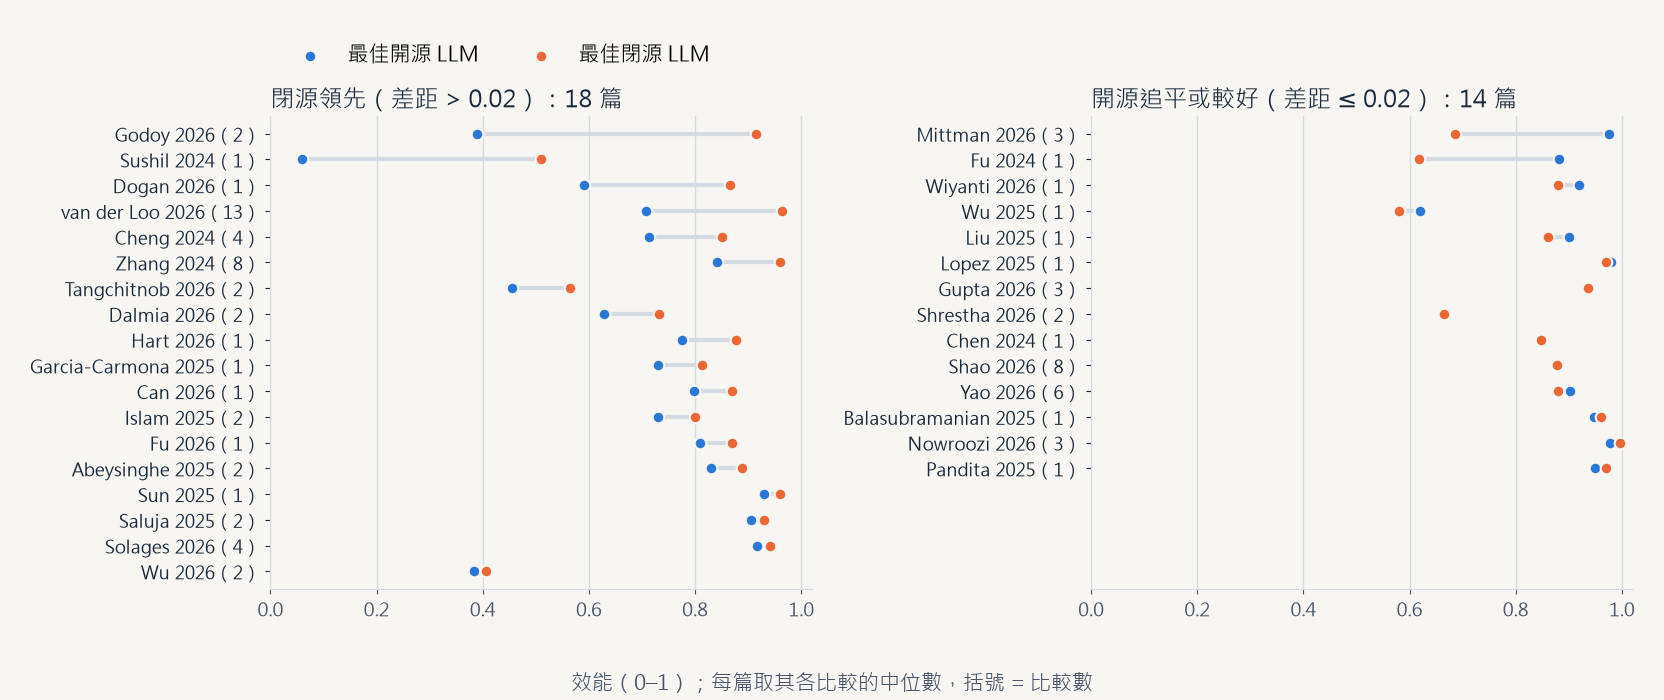 最佳開源 LLM
最佳閉源 LLM
閉源領先（差距 > 0.02）：18 篇
Godoy 2026（2）
Sushil 2024（1）
Dogan 2026（1）
van der Loo 2026（13）
Cheng 2024（4）
Zhang 2024（8）
Tangchitnob 2026（2）
Dalmia 2026（2）
Hart 2026（1）
Garcia-Carmona 2025（1）
Can 2026（1）
Islam 2025（2）
Fu 2026（1）
Abeysinghe 2025（2）
Sun 2025（1）
Saluja 2025（2）
Solages 2026（4）
Wu 2026（2）
0.0 0.2 0.4 0.6 0.8 1.0
開源追平或較好（差距 ≤ 0.02）：14 篇
Mittman 2026（3）
Fu 2024（1）
Wiyanti 2026（1）
Wu 2025（1）
Liu 2025（1）
Lopez 2025（1）
Gupta 2026（3）
Shrestha 2026（2）
Chen 2024（1）
Shao 2026（8）
Yao 2026（6）
Balasubramanian 2025（1）
Nowroozi 2026（3）
Pandita 2025（1）
0.0 0.2 0.4 0.6 0.8 1.0
效能（0–1）；每篇取其各比較的中位數，括號 = 比較數